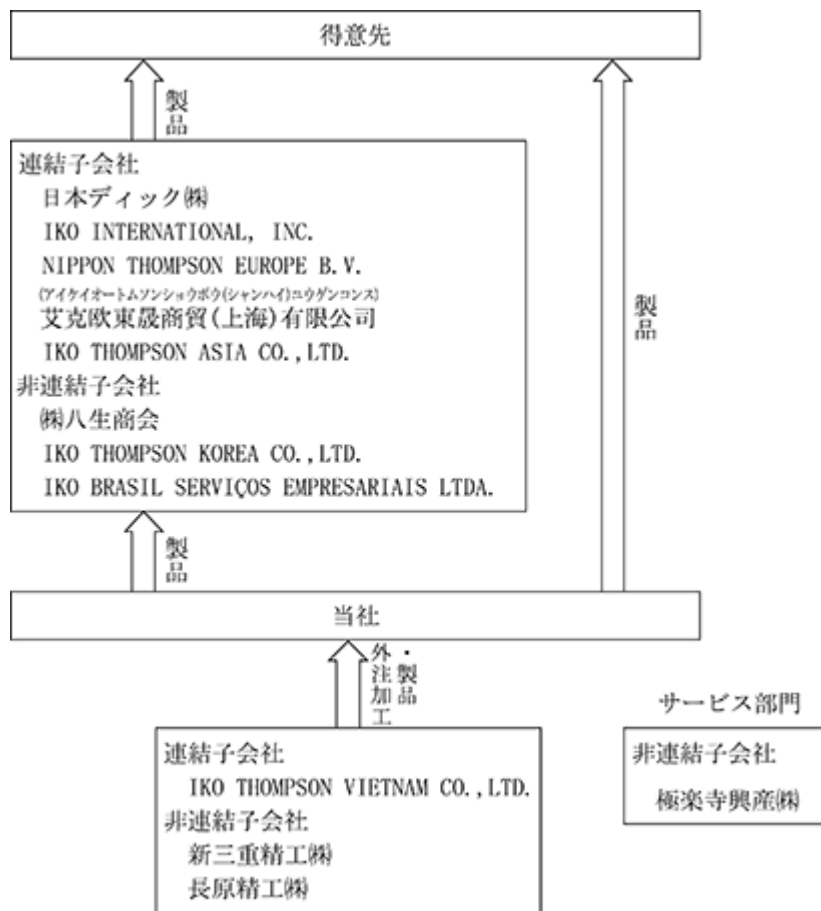 得意先
製品
連結子会社
日本ディック㈱
IKO INTERNATIONAL, INC.
NIPPON THOMPSON EUROPE B.V.
(アイケイオートムソンショウボウ(シャンハイ)ユウゲンコンス)
艾克欧東晟商貿(上海)有限公司
IKO THOMPSON ASIA CO.,LTD.
非連結子会社
㈱八生商会
IKO THOMPSON KOREA CO.,LTD.
IKO BRASIL SERVIÇOS EMPRESARIAIS LTDA.
製品
製品
当社
・製品
外注加工
連結子会社
IKO THOMPSON VIETNAM CO.,LTD.
非連結子会社
新三重精工㈱
長原精工㈱
サービス部門
非連結子会社
極楽寺興産㈱